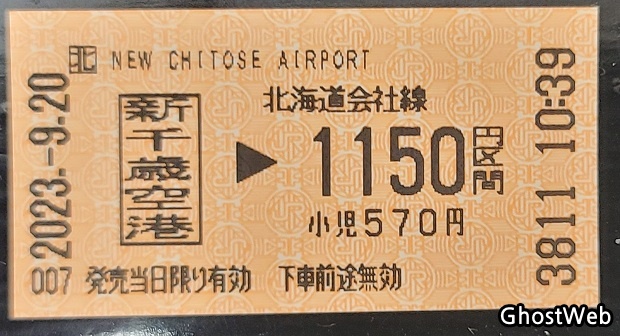 北 NEW CHITOSE AIRPORT
2023.-9.20
新千歳空港
▶
北海道会社線
1150円区間
小児570円
007 発売当日限り有効 下車前途無効
3811 10:39
GhostWeb